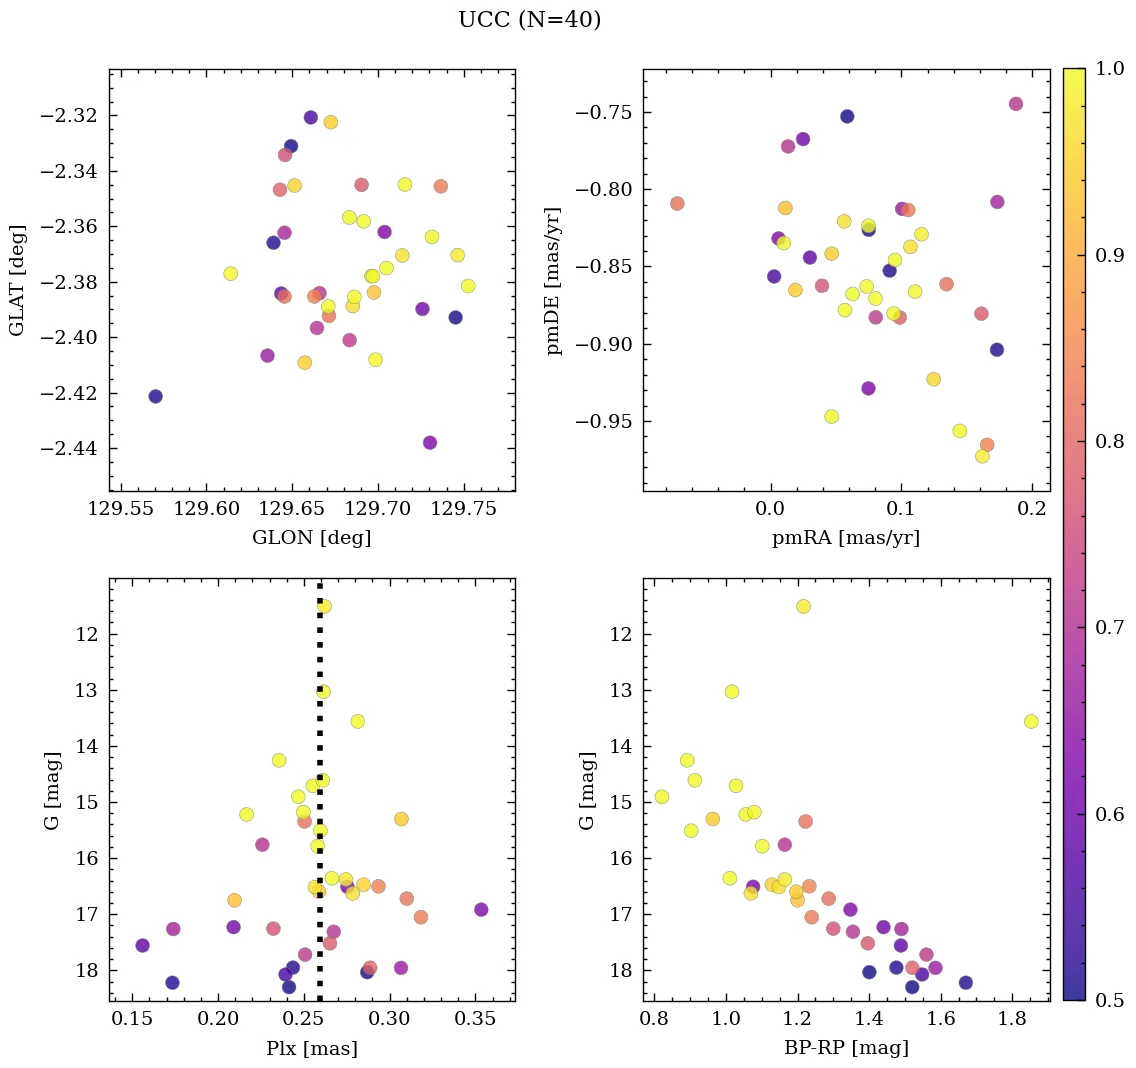 UCC (N=40)
−2.32
−2.34
−2.36
−2.38
−2.40
−2.42
−2.44
GLAT [deg]
129.55 129.60 129.65 129.70 129.75
GLON [deg]
−0.75
−0.80
−0.85
−0.90
−0.95
pmDE [mas/yr]
0.0 0.1 0.2
pmRA [mas/yr]
1.0
0.9
0.8
0.7
0.6
0.5
12
13
14
15
16
17
18
G [mag]
0.15 0.20 0.25 0.30 0.35
Plx [mas]
12
13
14
15
16
17
18
G [mag]
0.8 1.0 1.2 1.4 1.6 1.8
BP-RP [mag]